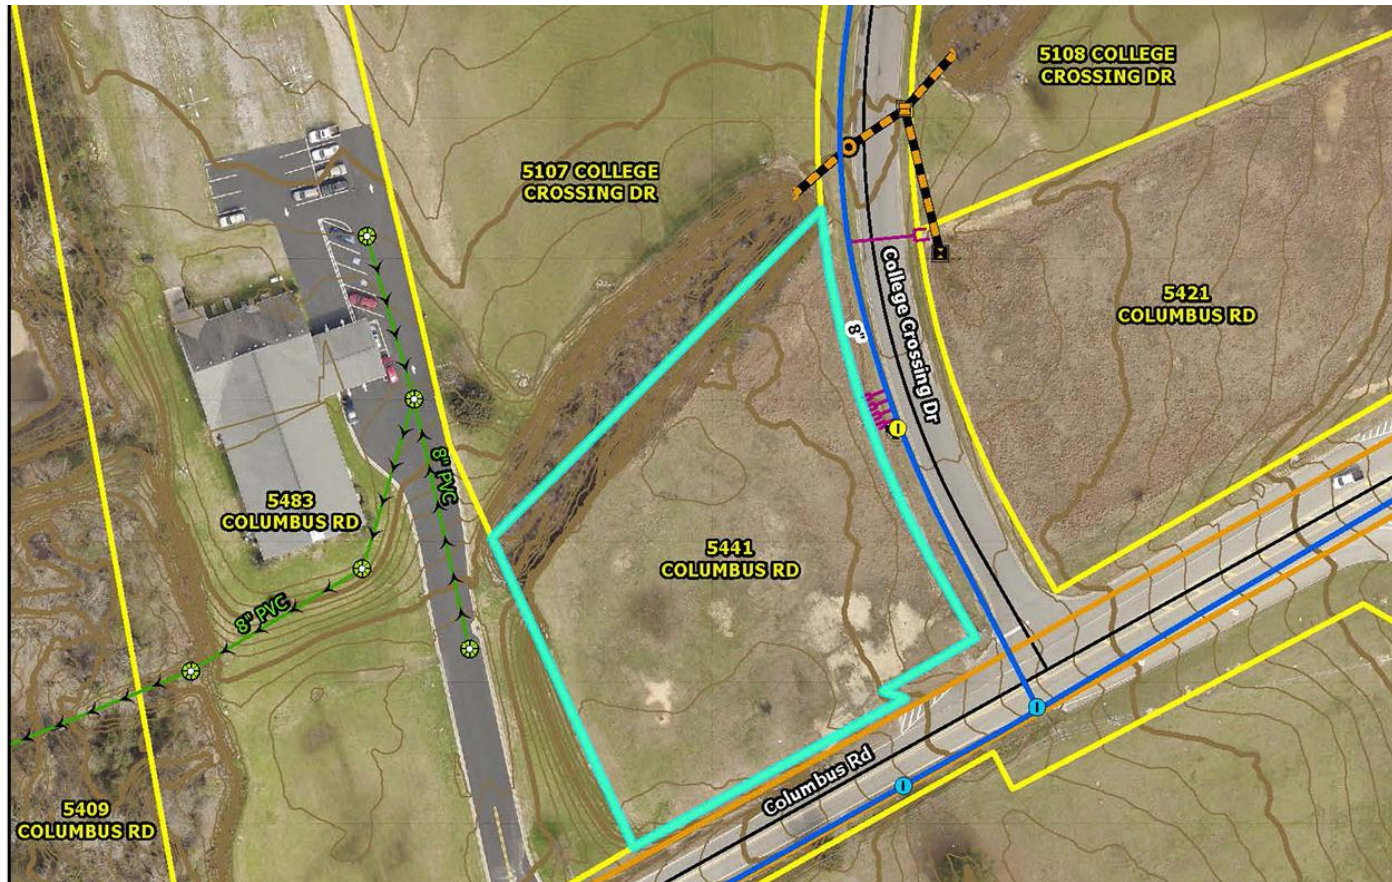 5108 COLLEGE
CROSSING DR
5107 COLLEGE
CROSSING DR
5421
COLUMBUS RD
College Crossing Dr
8"
8" PVC
5483
COLUMBUS RD
5441
COLUMBUS RD
8" PVC
Columbus Rd
5409
COLUMBUS RD